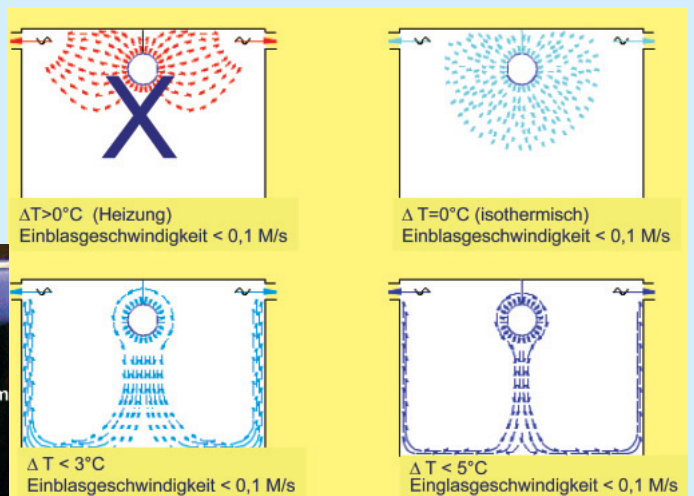 ΔT>0°C (Heizung)
Einblasgeschwindigkeit < 0,1 M/s
Δ T=0°C (isothermisch)
Einblasgeschwindigkeit < 0,1 M/s
Δ T < 3°C
Einblasgeschwindigkeit < 0,1 M/s
Δ T < 5°C
Einglasgeschwindigkeit < 0,1 M/s